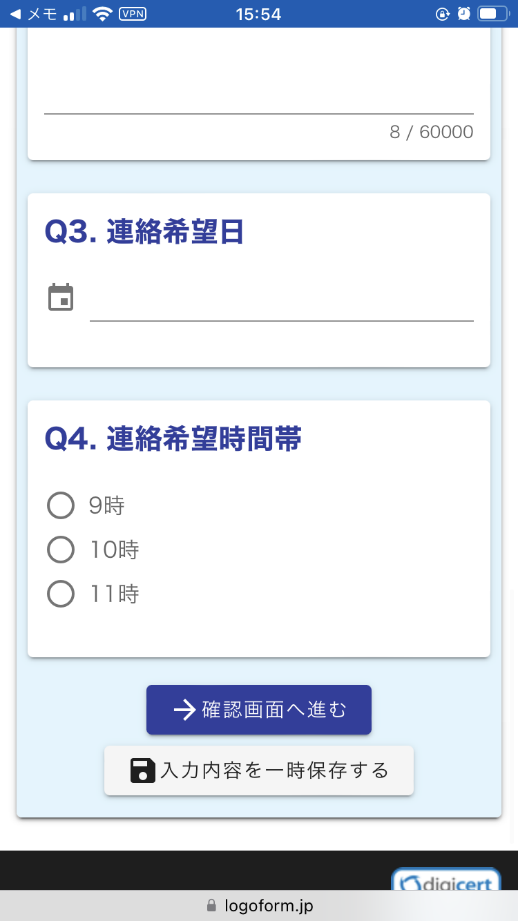 ◀ メモ VPN 15:54
8 / 60000
Q3. 連絡希望日
Q4. 連絡希望時間帯
9時
10時
11時
確認画面へ進む
入力内容を一時保存する
digicert
logoform.jp